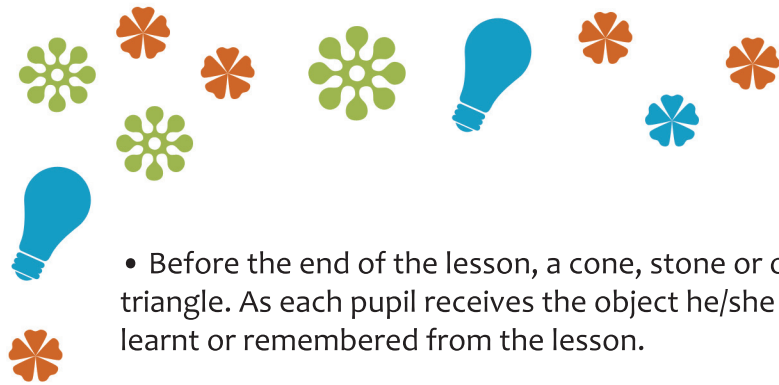 • Before the end of the lesson, a cone, stone or
triangle. As each pupil receives the object he/she
learnt or remembered from the lesson.